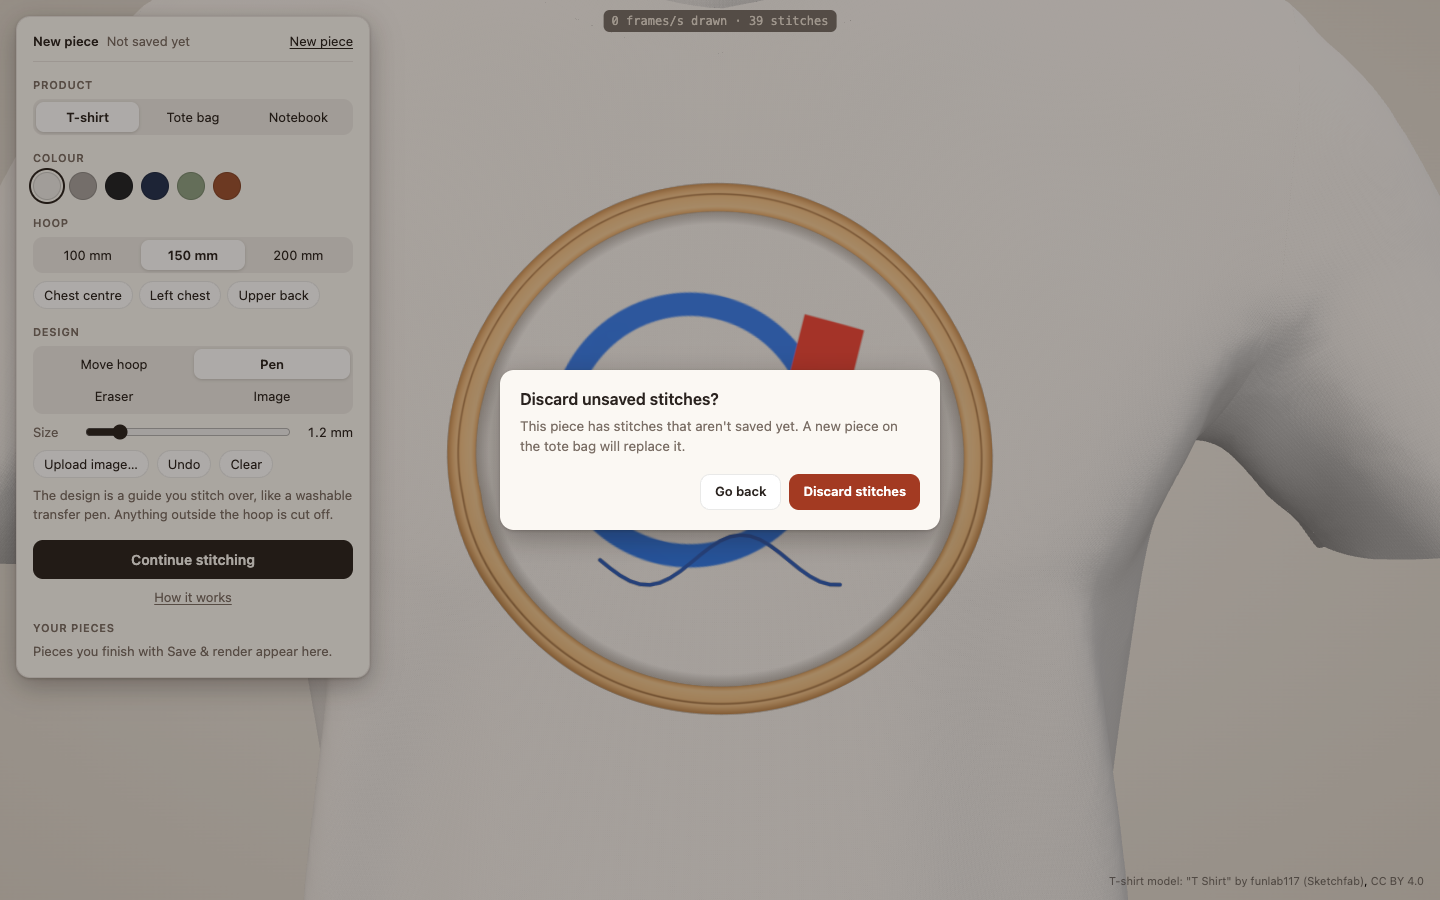 0 frames/s drawn · 39 stitches
New piece Not saved yet New piece
PRODUCT
T-shirt Tote bag Notebook
COLOUR
HOOP
100 mm 150 mm 200 mm
Chest centre Left chest Upper back
DESIGN
Move hoop Pen
Eraser Image
Size 1.2 mm
Upload image... Undo Clear
The design is a guide you stitch over, like a washable
transfer pen. Anything outside the hoop is cut off.
Continue stitching
How it works
YOUR PIECES
Pieces you finish with Save & render appear here.
Discard unsaved stitches?
This piece has stitches that aren't saved yet. A new piece on
the tote bag will replace it.
Go back Discard stitches
T-shirt model: "T Shirt" by funlab117 (Sketchfab), CC BY 4.0